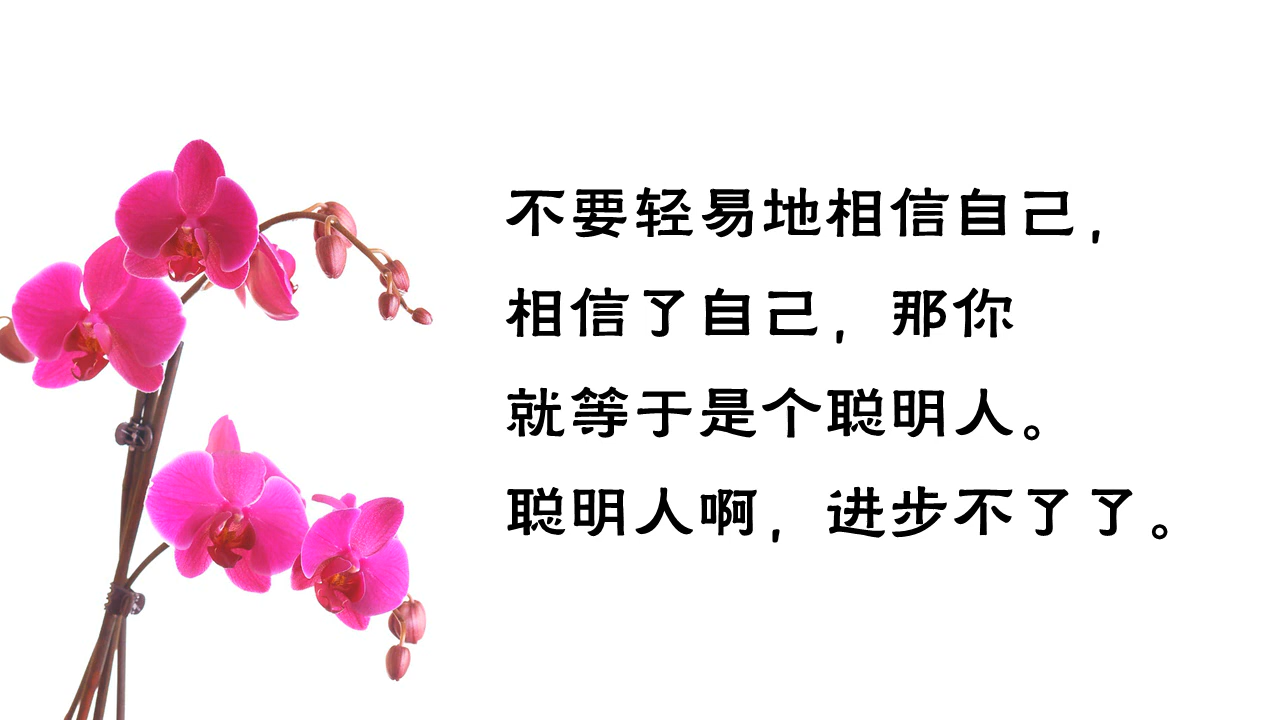 不要轻易地相信自己，
相信了自己，那你
就等于是个聪明人。
聪明人啊，进步不了了。